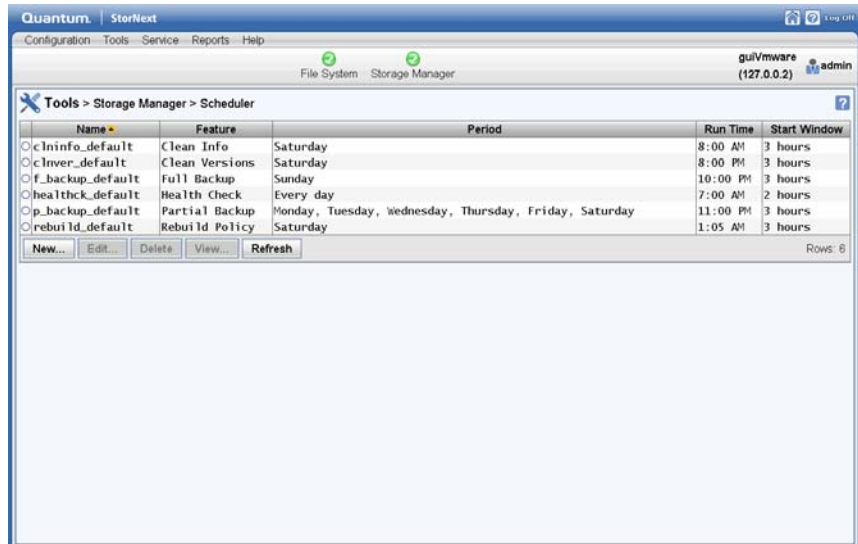 Quantum. StorNext Log Off
Configuration Tools Service Reports Help
File System Storage Manager
guiVmware
(127.0.0.2)
admin
Tools > Storage Manager > Scheduler
Name Feature Period Run Time Start Window
clninfo_default Clean Info Saturday 8:00 AM 3 hours
clnver_default Clean Versions Saturday 8:00 PM 3 hours
f_backup_default Full Backup Sunday 10:00 PM 3 hours
healthck_default Health Check Every day 7:00 AM 2 hours
p_backup_default Partial Backup Monday, Tuesday, Wednesday, Thursday, Friday, Saturday 11:00 PM 3 hours
rebuild_default Rebuild Policy Saturday 1:05 AM 3 hours
New... Edit... Delete View... Refresh Rows: 6